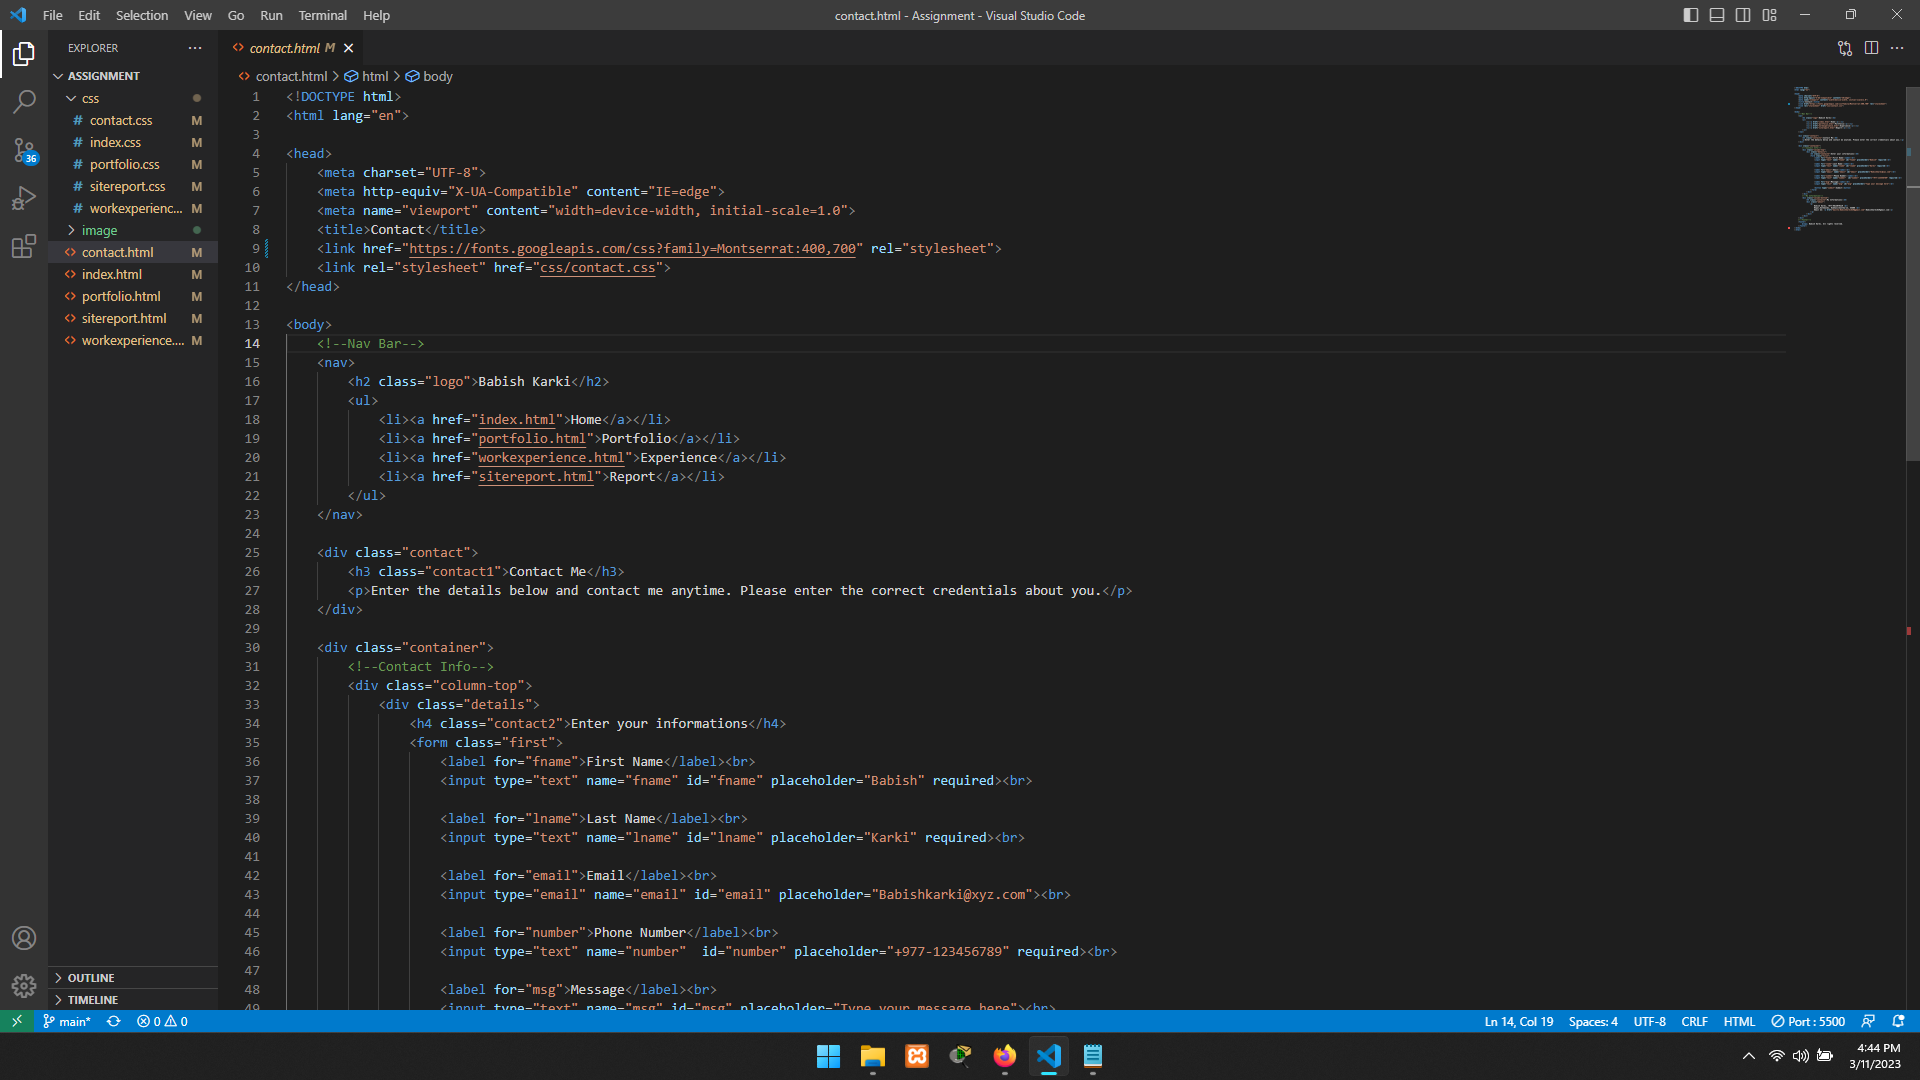 File Edit Selection View Go Run Terminal Help
contact.html - Assignment - Visual Studio Code
EXPLORER
ASSIGNMENT
css
contact.css M
index.css M
portfolio.css M
sitereport.css M
workexperienc... M
image
contact.html M
index.html M
portfolio.html M
sitereport.html M
workexperience.... M
OUTLINE
TIMELINE
36
contact.html M
contact.html > html > body
1 <!DOCTYPE html>
2 <html lang="en">
3
4 <head>
5 <meta charset="UTF-8">
6 <meta http-equiv="X-UA-Compatible" content="IE=edge">
7 <meta name="viewport" content="width=device-width, initial-scale=1.0">
8 <title>Contact</title>
9 <link href="https://fonts.googleapis.com/css?family=Montserrat:400,700" rel="stylesheet">
10 <link rel="stylesheet" href="css/contact.css">
11 </head>
12
13 <body>
14 <!--Nav Bar-->
15 <nav>
16 <h2 class="logo">Babish Karki</h2>
17 <ul>
18 <li><a href="index.html">Home</a></li>
19 <li><a href="portfolio.html">Portfolio</a></li>
20 <li><a href="workexperience.html">Experience</a></li>
21 <li><a href="sitereport.html">Report</a></li>
22 </ul>
23 </nav>
24
25 <div class="contact">
26 <h3 class="contact1">Contact Me</h3>
27 <p>Enter the details below and contact me anytime. Please enter the correct credentials about you.</p>
28 </div>
29
30 <div class="container">
31 <!--Contact Info-->
32 <div class="column-top">
33 <div class="details">
34 <h4 class="contact2">Enter your informations</h4>
35 <form class="first">
36 <label for="fname">First Name</label><br>
37 <input type="text" name="fname" id="fname" placeholder="Babish" required><br>
38
39 <label for="lname">Last Name</label><br>
40 <input type="text" name="lname" id="lname" placeholder="Karki" required><br>
41
42 <label for="email">Email</label><br>
43 <input type="email" name="email" id="email" placeholder="Babishkarki@xyz.com"><br>
44
45 <label for="number">Phone Number</label><br>
46 <input type="text" name="number"  id="number" placeholder="+977-123456789" required><br>
47
48 <label for="msg">Message</label><br>
49 <input type="text" name="msg" id="msg" placeholder="Type your message here"><br>
main* 0 0
Ln 14, Col 19 Spaces: 4 UTF-8 CRLF HTML Port : 5500
4:44 PM
3/11/2023